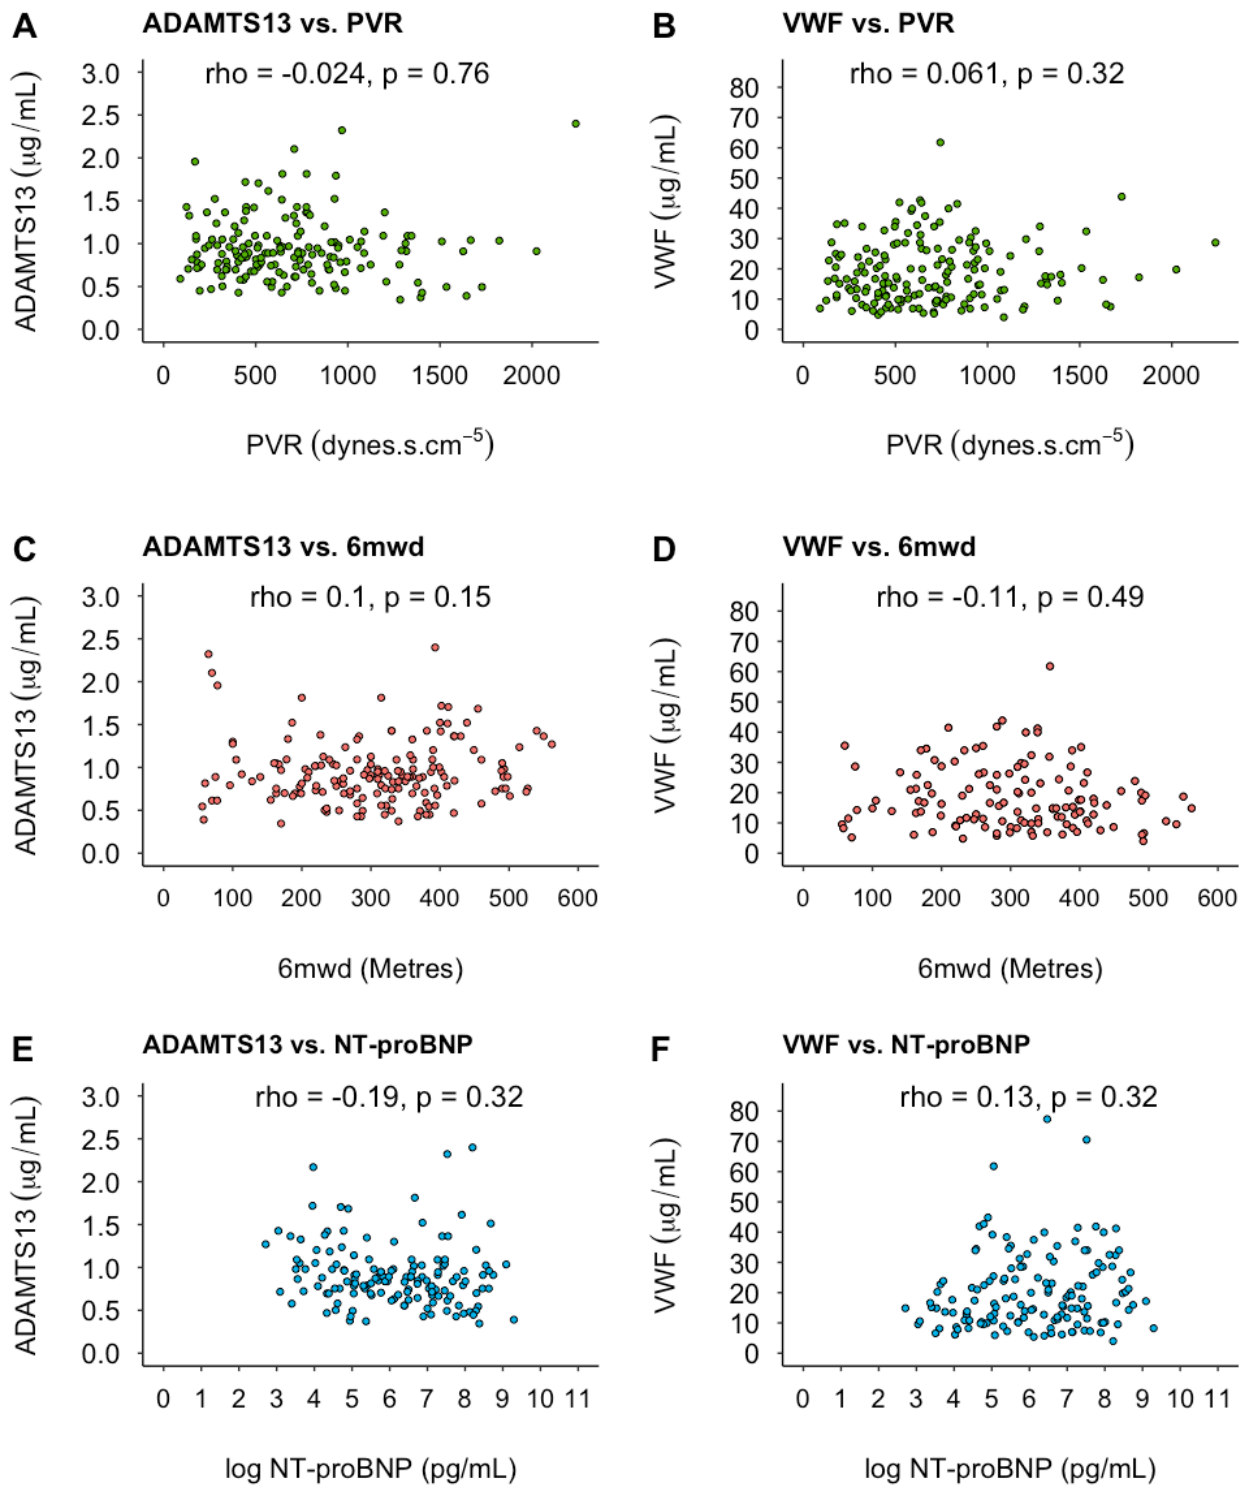 A ADAMTS13 vs. PVR
rho = -0.024, p = 0.76
ADAMTS13 (μg/mL)
3.0
2.5
2.0
1.5
1.0
0.5
0.0
0 500 1000 1500 2000
PVR (dynes.s.cm⁻⁵)
B VWF vs. PVR
rho = 0.061, p = 0.32
VWF (μg/mL)
80
70
60
50
40
30
20
10
0
0 500 1000 1500 2000
PVR (dynes.s.cm⁻⁵)
C ADAMTS13 vs. 6mwd
rho = 0.1, p = 0.15
ADAMTS13 (μg/mL)
3.0
2.5
2.0
1.5
1.0
0.5
0.0
0 100 200 300 400 500 600
6mwd (Metres)
D VWF vs. 6mwd
rho = -0.11, p = 0.49
VWF (μg/mL)
80
70
60
50
40
30
20
10
0
0 100 200 300 400 500 600
6mwd (Metres)
E ADAMTS13 vs. NT-proBNP
rho = -0.19, p = 0.32
ADAMTS13 (μg/mL)
3.0
2.5
2.0
1.5
1.0
0.5
0.0
0 1 2 3 4 5 6 7 8 9 10 11
log NT-proBNP (pg/mL)
F VWF vs. NT-proBNP
rho = 0.13, p = 0.32
VWF (μg/mL)
80
70
60
50
40
30
20
10
0
0 1 2 3 4 5 6 7 8 9 10 11
log NT-proBNP (pg/mL)